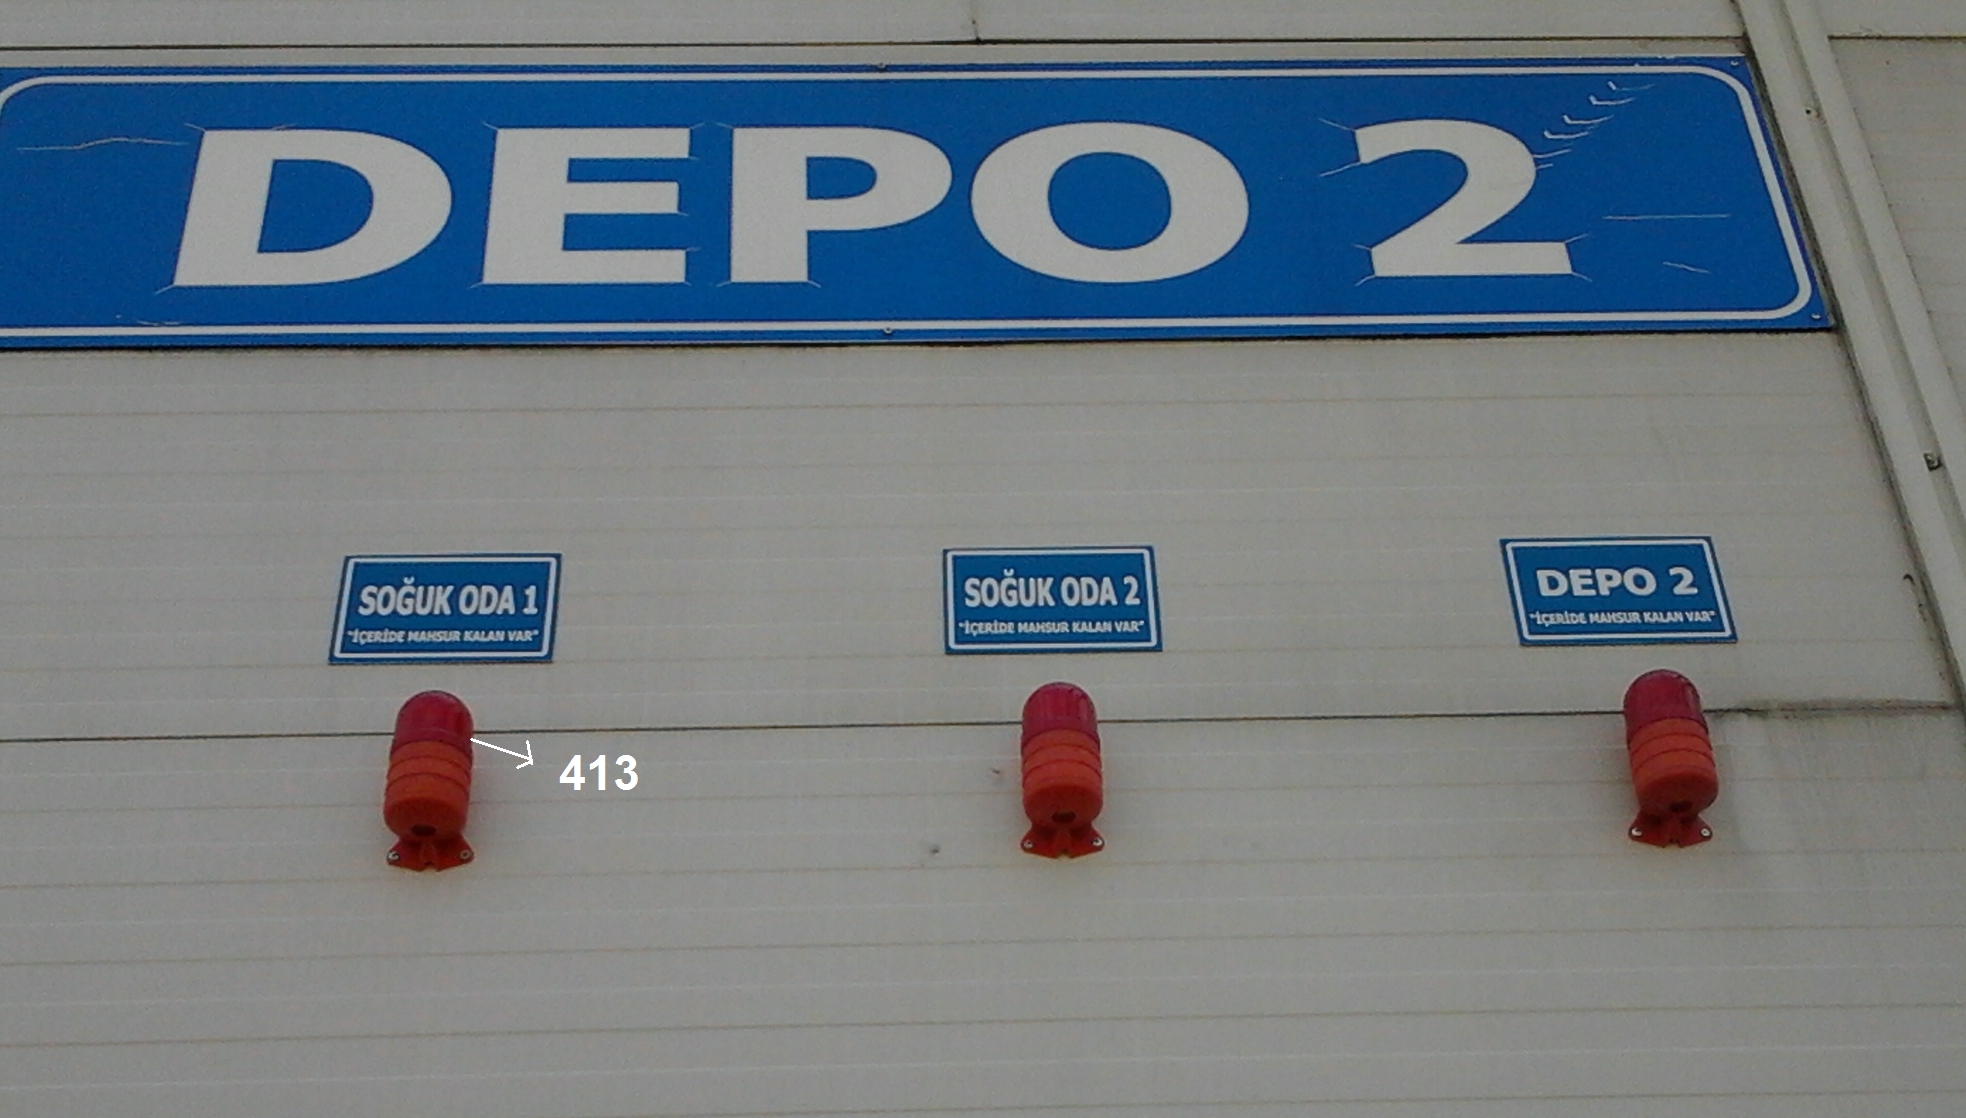 DEPO 2
SOĞUK ODA 1
"İÇERİDE MAHSUR KALAN VAR"
SOĞUK ODA 2
"İÇERİDE MAHSUR KALAN VAR"
DEPO 2
"İÇERİDE MAHSUR KALAN VAR"
413